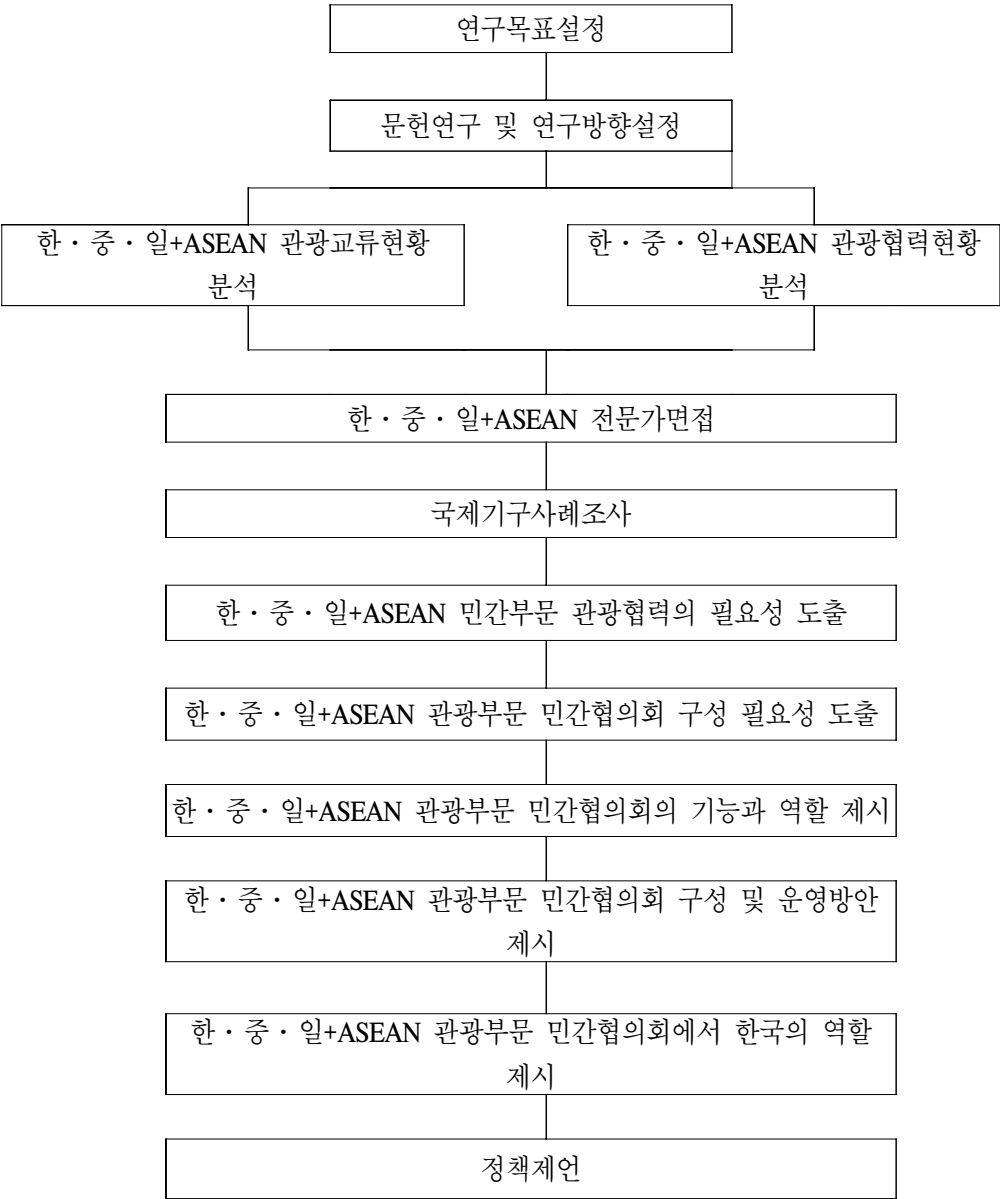 연구목표설정
문헌연구 및 연구방향설정
한·중·일+ASEAN 관광교류현황
분석
한·중·일+ASEAN 관광협력현황
분석
한·중·일+ASEAN 전문가면접
국제기구사례조사
한·중·일+ASEAN 민간부문 관광협력의 필요성 도출
한·중·일+ASEAN 관광부문 민간협의회 구성 필요성 도출
한·중·일+ASEAN 관광부문 민간협의회의 기능과 역할 제시
한·중·일+ASEAN 관광부문 민간협의회 구성 및 운영방안
제시
한·중·일+ASEAN 관광부문 민간협의회에서 한국의 역할
제시
정책제언